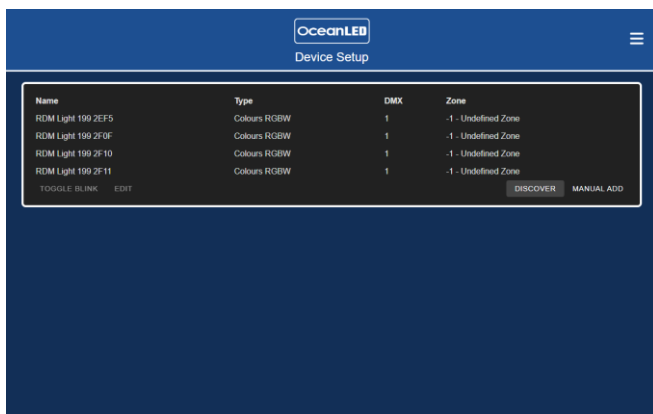 OceanLED
Device Setup
Name Type DMX Zone
RDM Light 199 2EF5 Colours RGBW 1 -1 - Undefined Zone
RDM Light 199 2F0F Colours RGBW 1 -1 - Undefined Zone
RDM Light 199 2F10 Colours RGBW 1 -1 - Undefined Zone
RDM Light 199 2F11 Colours RGBW 1 -1 - Undefined Zone
TOGGLE BLINK EDIT DISCOVER MANUAL ADD